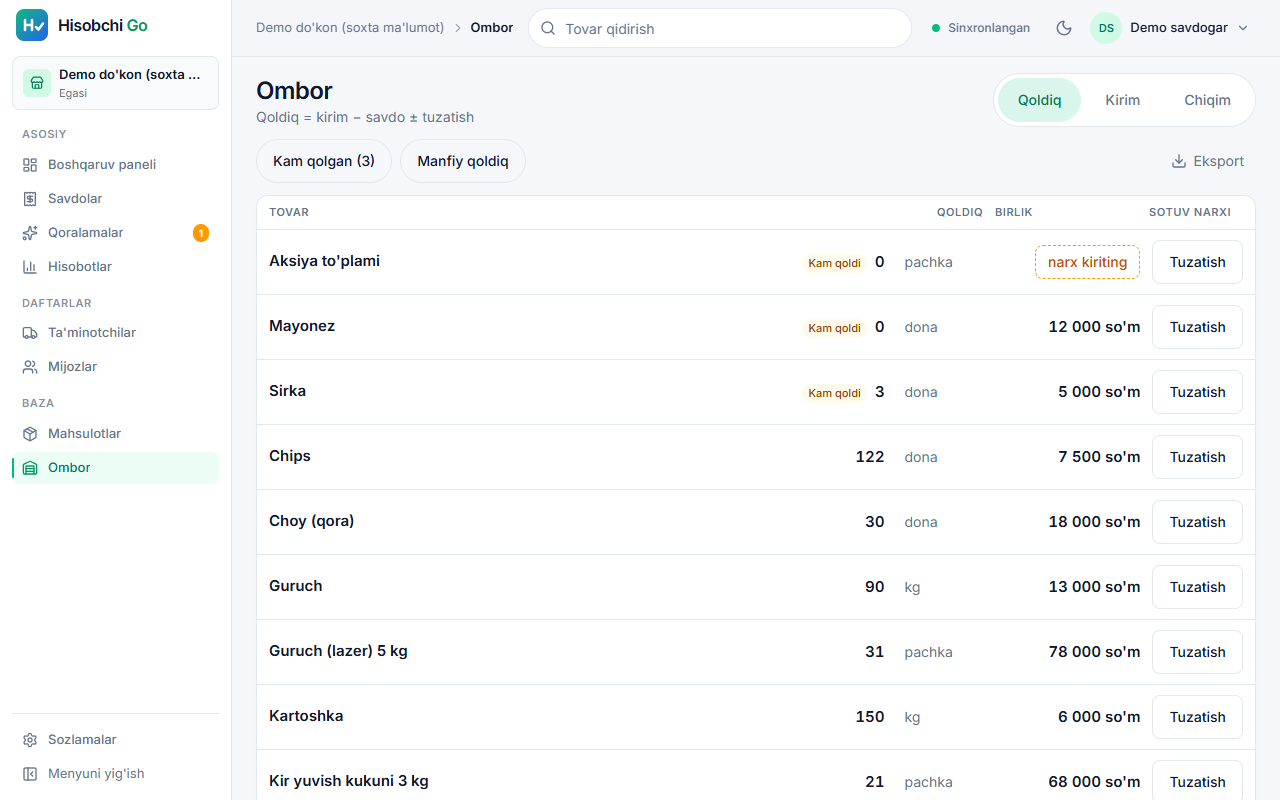 Hisobchi Go
Demo do'kon (soxta ...
Egasi
ASOSIY
Boshqaruv paneli
Savdolar
Qoralamalar 1
Hisobotlar
DAFTARLAR
Ta'minotchilar
Mijozlar
BAZA
Mahsulotlar
Ombor
Sozlamalar
Menyuni yig'ish
Demo do'kon (soxta ma'lumot) > Ombor
Tovar qidirish
Sinxronlangan
DS Demo savdogar
Ombor
Qoldiq = kirim − savdo ± tuzatish
Qoldiq Kirim Chiqim
Kam qolgan (3) Manfiy qoldiq Eksport
TOVAR QOLDIQ BIRLIK SOTUV NARXI
Aksiya to'plami Kam qoldi 0 pachka narx kiriting Tuzatish
Mayonez Kam qoldi 0 dona 12 000 so'm Tuzatish
Sirka Kam qoldi 3 dona 5 000 so'm Tuzatish
Chips 122 dona 7 500 so'm Tuzatish
Choy (qora) 30 dona 18 000 so'm Tuzatish
Guruch 90 kg 13 000 so'm Tuzatish
Guruch (lazer) 5 kg 31 pachka 78 000 so'm Tuzatish
Kartoshka 150 kg 6 000 so'm Tuzatish
Kir yuvish kukuni 3 kg 21 pachka 68 000 so'm Tuzatish